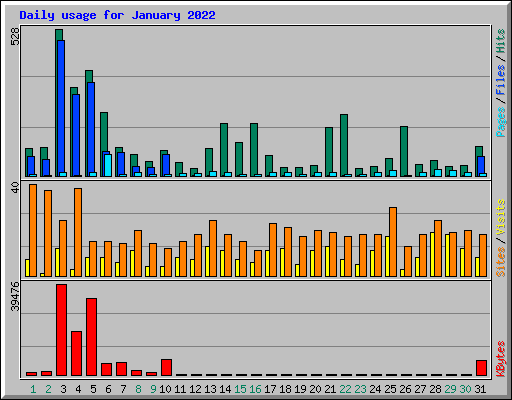 Daily usage for January 2022
528
Pages / Files / Hits
40
Sites / Visits
39476
KBytes
1 2 3 4 5 6 7 8 9 10 11 12 13 14 15 16 17 18 19 20 21 22 23 24 25 26 27 28 29 30 31